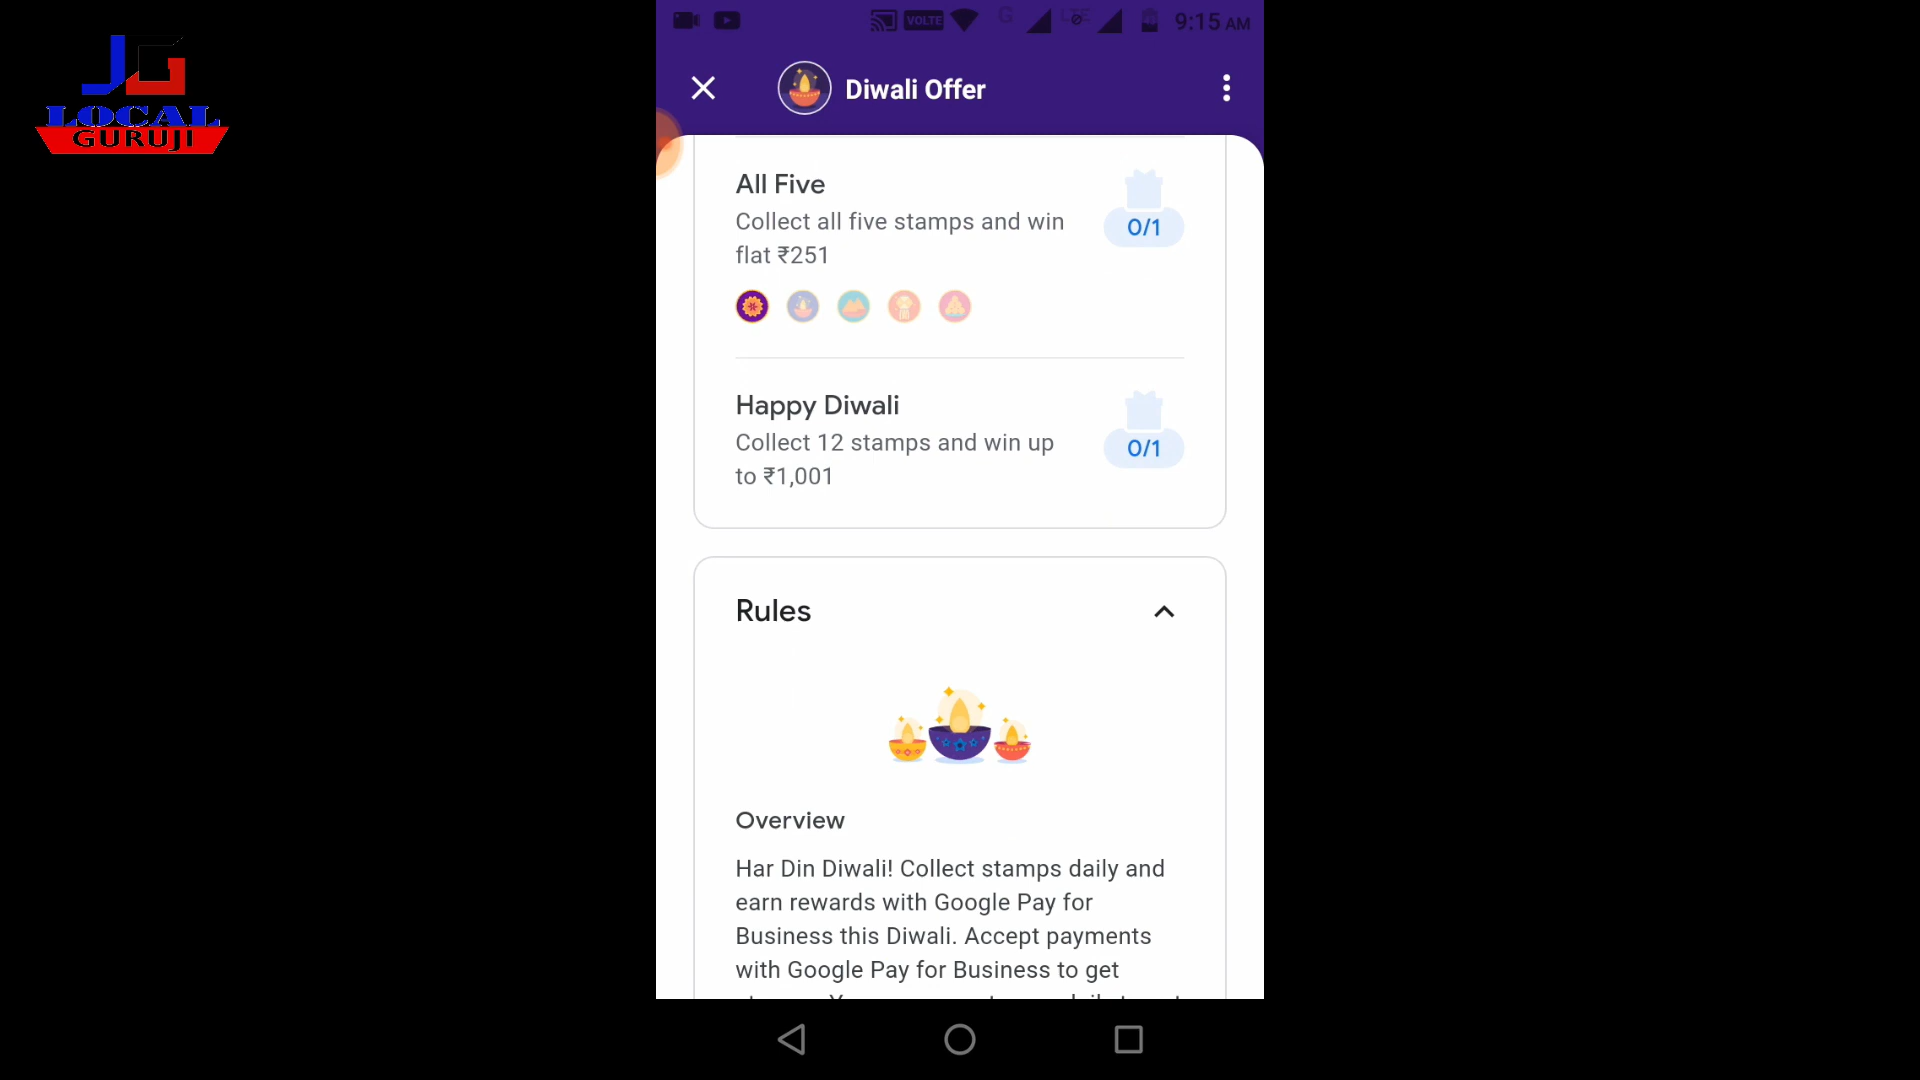 JG
LOCAL
GURUJI
VOLTE
G
LTE
9:15 AM
Diwali Offer
All Five
Collect all five stamps and win
flat ₹251
0/1
Happy Diwali
Collect 12 stamps and win up
to ₹1,001
0/1
Rules
Overview
Har Din Diwali! Collect stamps daily and
earn rewards with Google Pay for
Business this Diwali. Accept payments
with Google Pay for Business to get